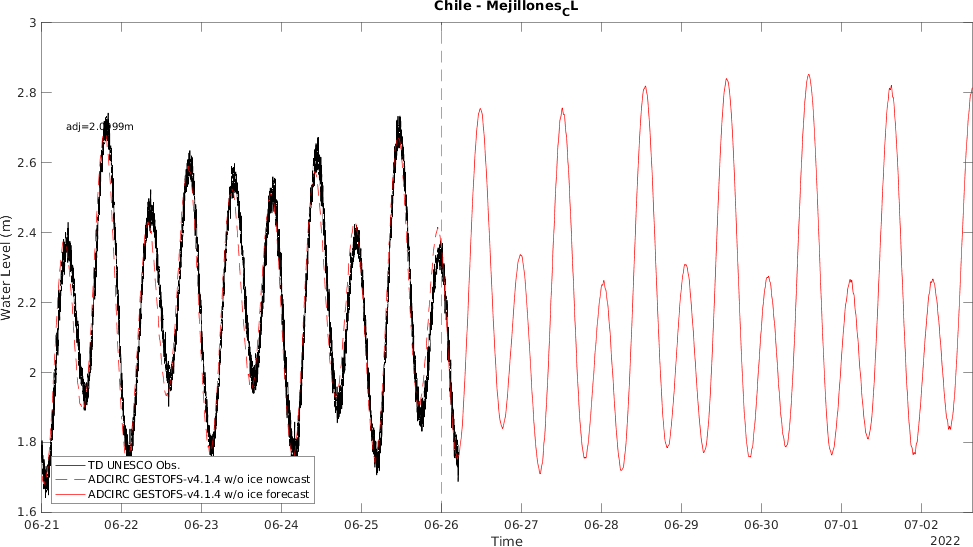 Chile - Mejillones_CL
3
2.8
adj=2.0999m
2.6
2.4
Water Level (m)
2.2
2
1.8
TD UNESCO Obs.
ADCIRC GESTOFS-v4.1.4 w/o ice nowcast
ADCIRC GESTOFS-v4.1.4 w/o ice forecast
1.6
06-21 06-22 06-23 06-24 06-25 06-26 06-27 06-28 06-29 06-30 07-01 07-02
Time
2022